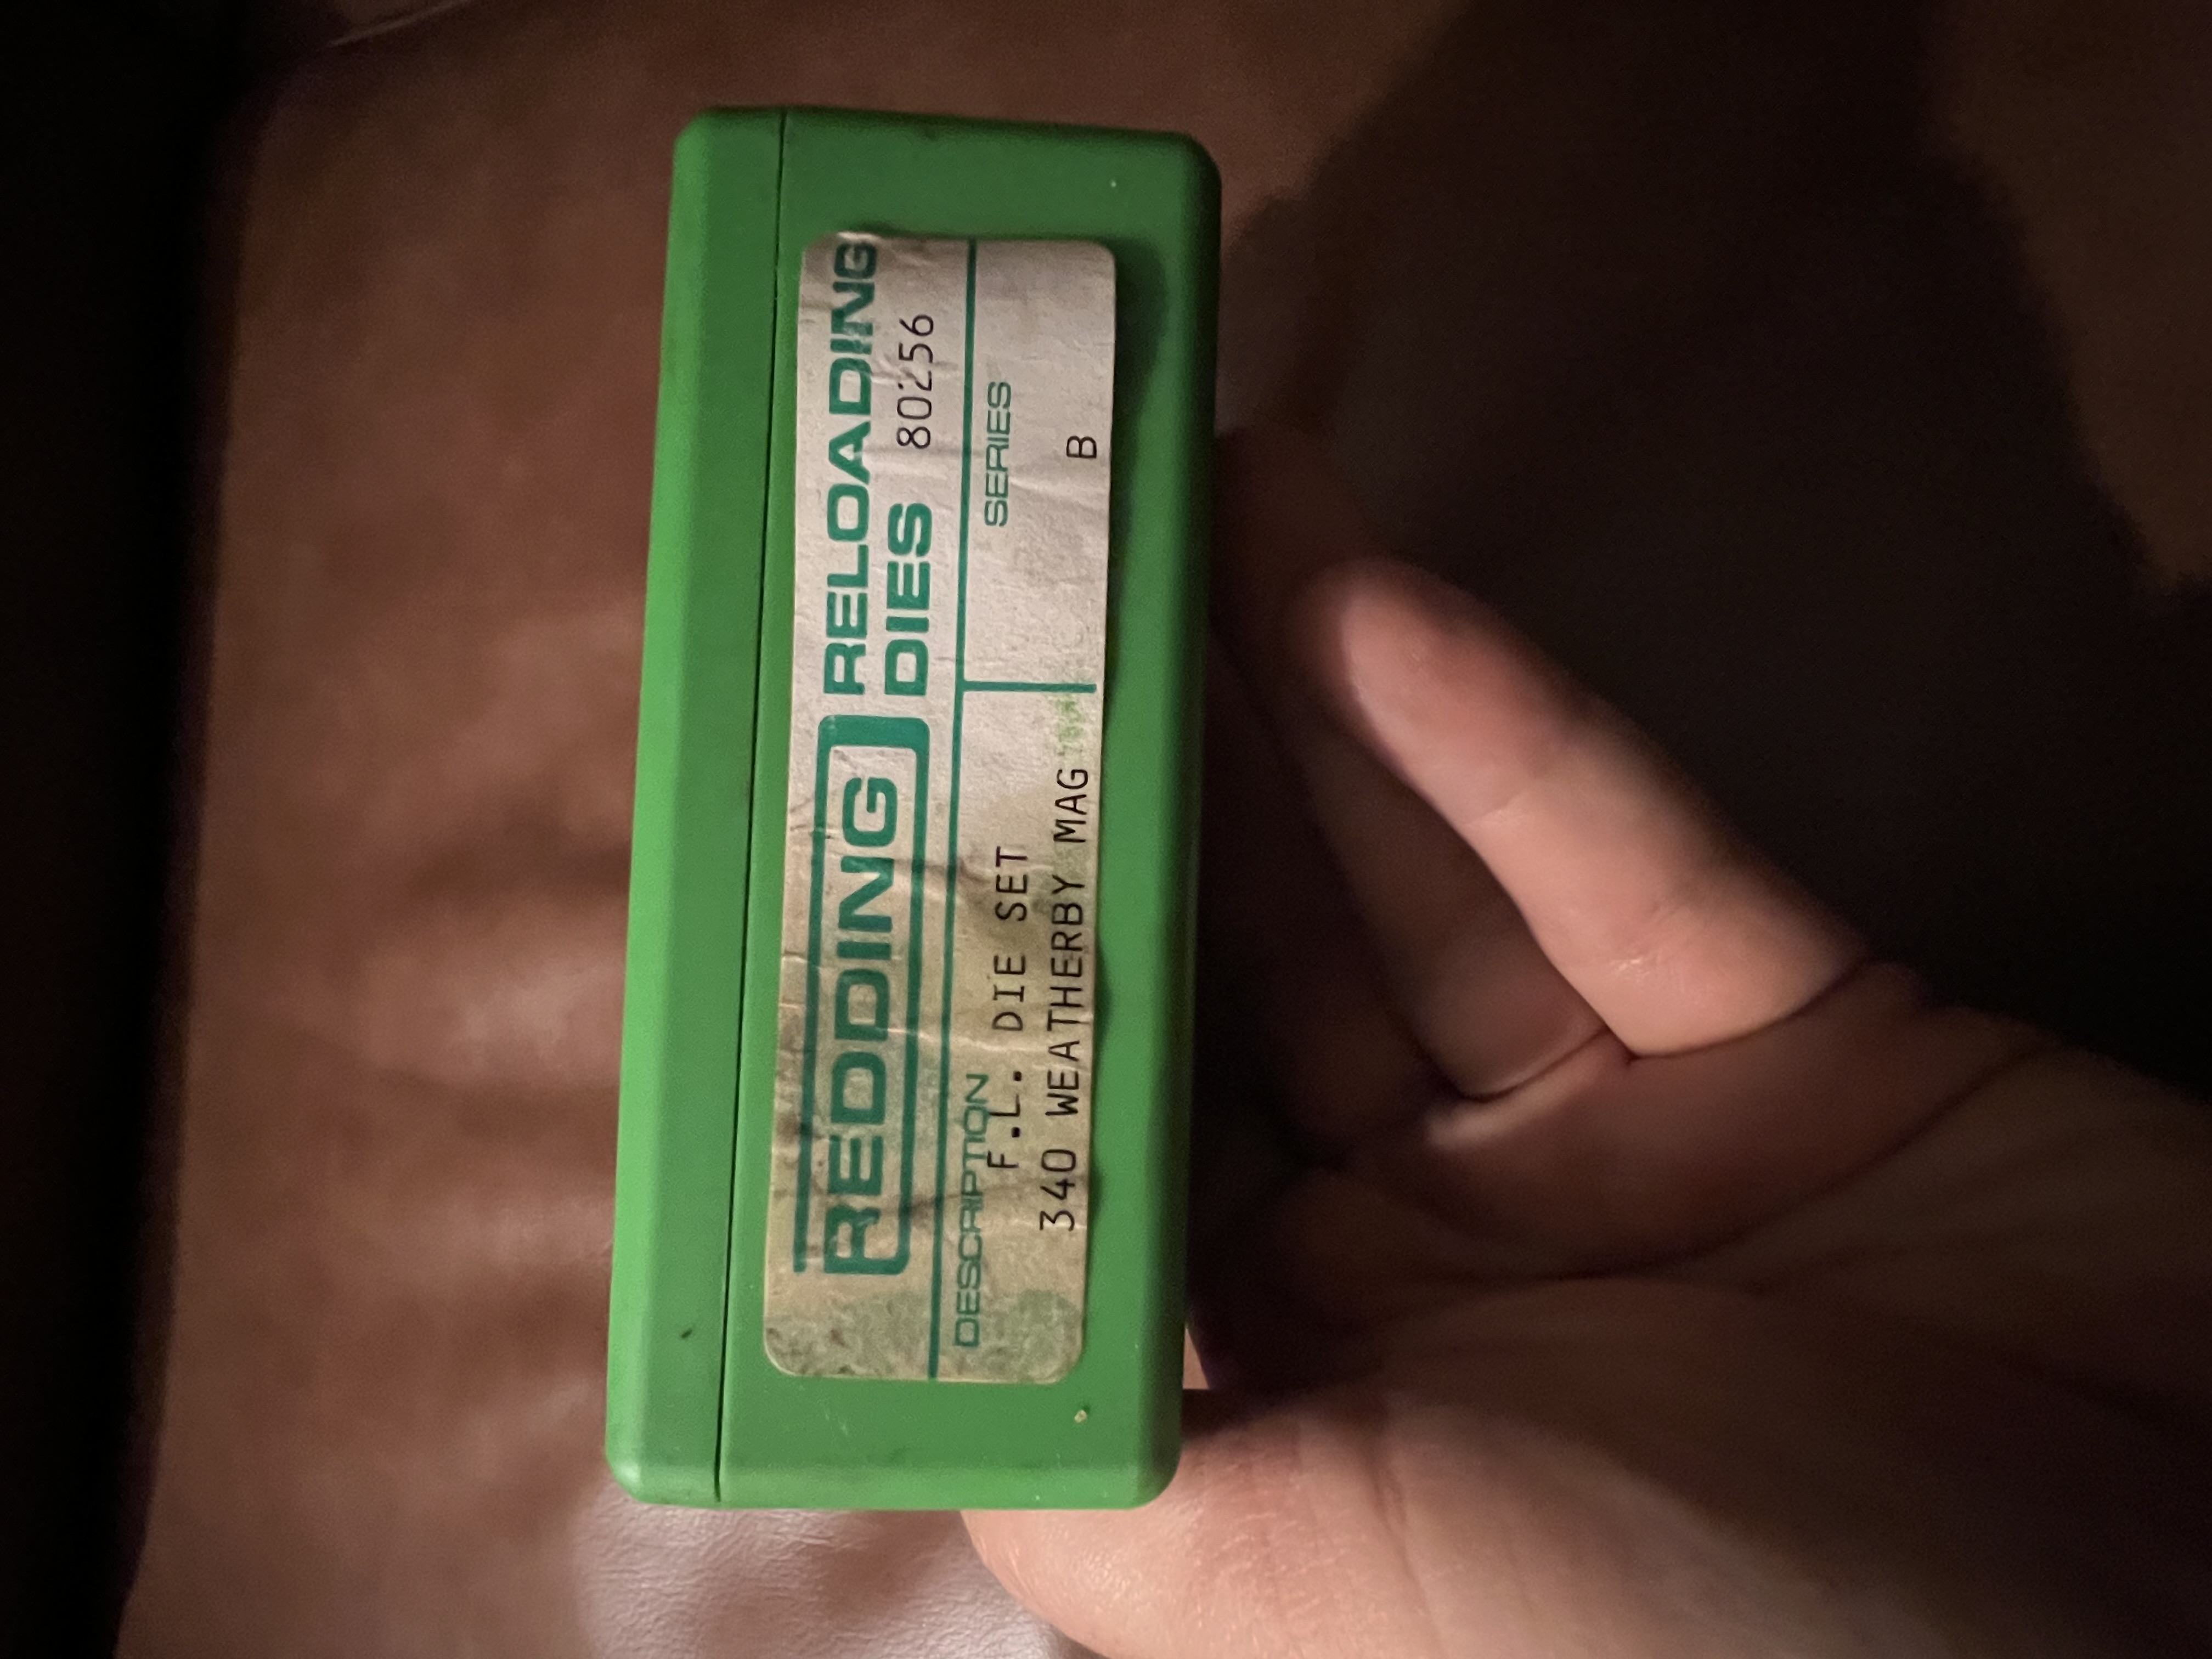 REDDING RELOADING
DIES 80256
DESCRIPTION
F.L. DIE SET
340 WEATHERBY MAG
SERIES
B